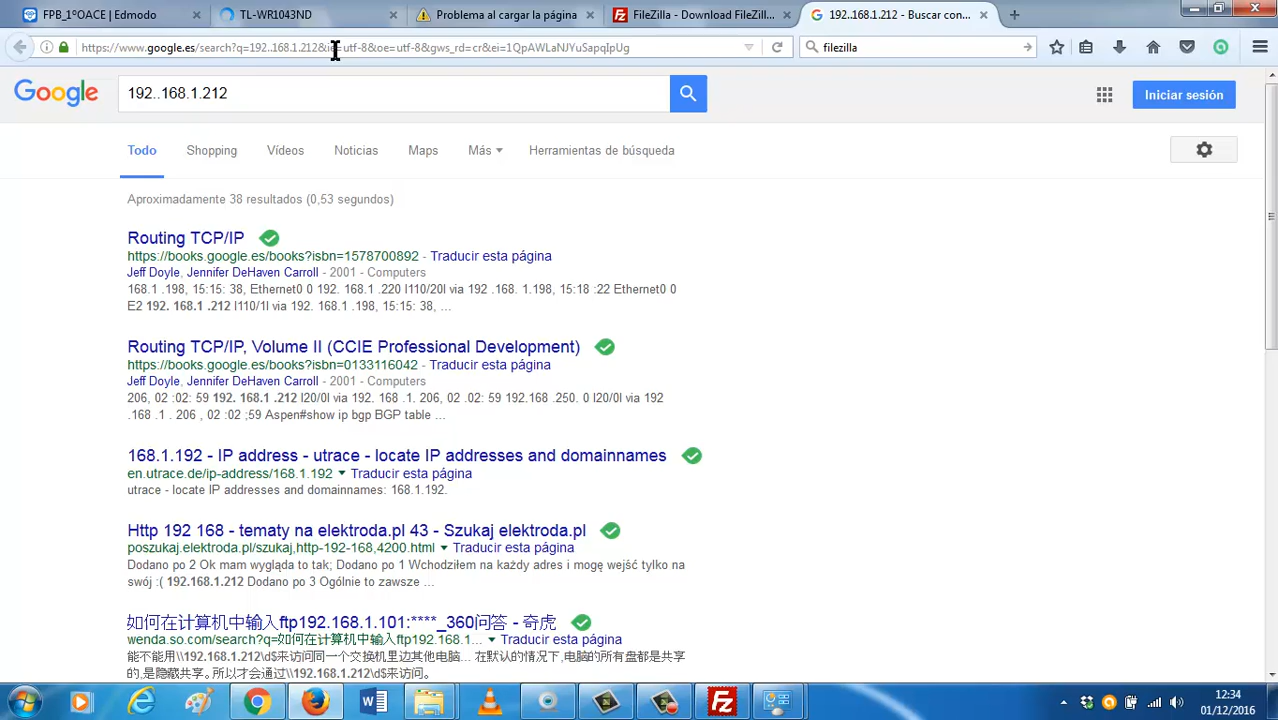 FPB_1ºOACE | Edmodo
TL-WR1043ND
Problema al cargar la página
FileZilla - Download FileZil...
192..168.1.212 - Buscar con...
https://www.google.es/search?q=192..168.1.212&ie=utf-8&oe=utf-8&gws_rd=cr&ei=1QpAWLaNJYuSapqIpUg
filezilla
Google
192..168.1.212
Iniciar sesión
Todo Shopping Vídeos Noticias Maps Más Herramientas de búsqueda
Aproximadamente 38 resultados (0,53 segundos)
Routing TCP/IP
https://books.google.es/books?isbn=1578700892 - Traducir esta página
Jeff Doyle, Jennifer DeHaven Carroll - 2001 - Computers
168.1 .198, 15:15: 38, Ethernet0 0 192. 168.1 .220 l110/20l via 192 .168. 1.198, 15:18 :22 Ethernet0 0
E2 192. 168.1 .212 l110/1l via 192. 168.1 .198, 15:15: 38, ...
Routing TCP/IP, Volume II (CCIE Professional Development)
https://books.google.es/books?isbn=0133116042 - Traducir esta página
Jeff Doyle, Jennifer DeHaven Carroll - 2001 - Computers
206, 02 :02: 59 192. 168.1 .212 l20/0l via 192. 168 .1. 206, 02 .02: 59 192.168 .250. 0 l20/0l via 192
.168 .1 . 206 , 02 :02 ;59 Aspen#show ip bgp BGP table ...
168.1.192 - IP address - utrace - locate IP addresses and domainnames
en.utrace.de/ip-address/168.1.192 Traducir esta página
utrace - locate IP addresses and domainnames: 168.1.192.
Http 192 168 - tematy na elektroda.pl 43 - Szukaj elektroda.pl
poszukaj.elektroda.pl/szukaj,http-192-168,4200.html Traducir esta página
Dodano po 2 Ok mam wygląda to tak; Dodano po 1 Wchodziłem na każdy adres i mogę wejść tylko na
swój :( 192.168.1.212 Dodano po 3 Ogólnie to zawsze ...
如何在计算机中输入ftp192.168.1.101:****_360问答 - 奇虎
wenda.so.com/search?q=如何在计算机中输入ftp192.168.1... Traducir esta página
能不能用\\192.168.1.212\d$来访问同一个交换机里边其他电脑... 在默认的情况下,电脑的所有盘都是共享
的,是隐藏共享。所以才会通过\\192.168.1.212\d$来访问。
12:34
01/12/2016